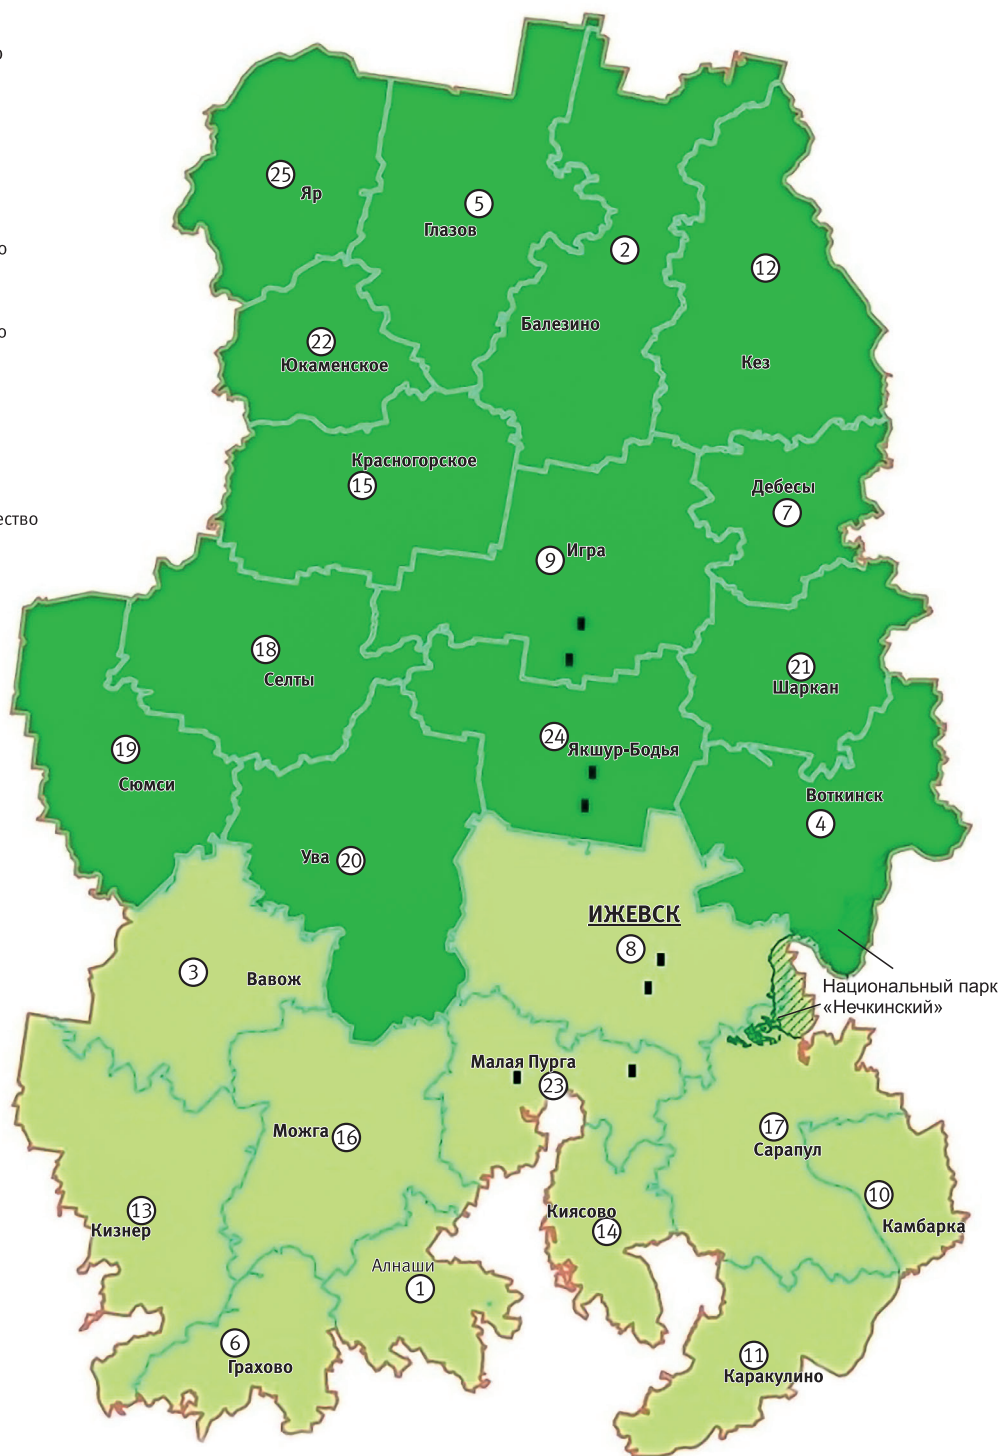 о
25
Яр
5
Глазов
2
о
12
Балезино
о
22
Юкаменское
Кез
Красногорское
15
Дебесы
7
ество
9 Игра
18
Селты
21
Шаркан
24
Якшур-Бодья
19
Сюмси
Воткинск
4
Ува 20
ИЖЕВСК
8
3
Вавож
Национальный парк
«Нечкинский»
Малая Пурга
23
Можга 16
17
Сарапул
10
Камбарка
13
Кизнер
Киясово
14
Алнаши
1
6
Грахово
11
Каракулино